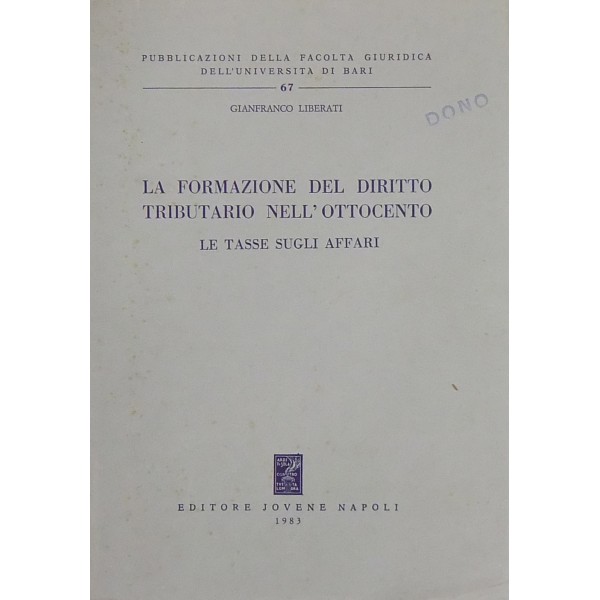 PUBBLICAZIONI DELLA FACOLTA GIURIDICA
DELL'UNIVERSITA DI BARI
67
GIANFRANCO LIBERATI
DONO
LA FORMAZIONE DEL DIRITTO
TRIBUTARIO NELL'OTTOCENTO
LE TASSE SUGLI AFFARI
EDITORE JOVENE NAPOLI
1983